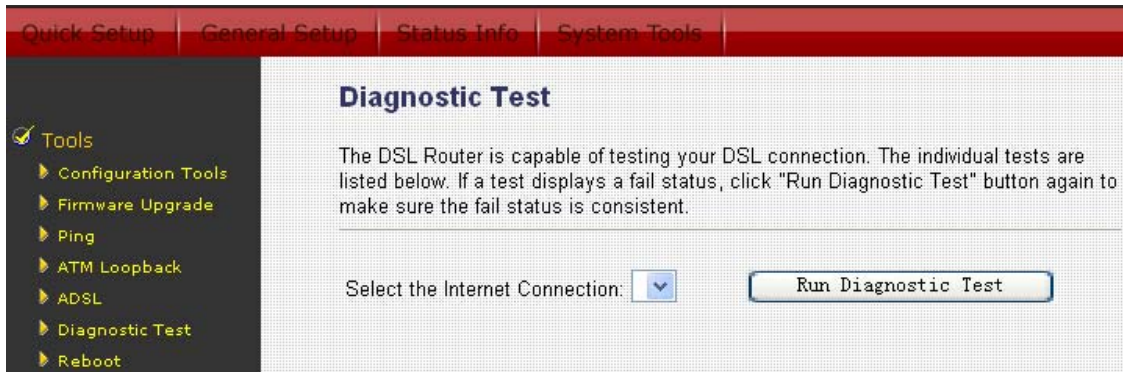 Quick Setup General Setup Status Info System Tools
Tools
Configuration Tools
Firmware Upgrade
Ping
ATM Loopback
ADSL
Diagnostic Test
Reboot
Diagnostic Test
The DSL Router is capable of testing your DSL connection. The individual tests are
listed below. If a test displays a fail status, click "Run Diagnostic Test" button again to
make sure the fail status is consistent.
Select the Internet Connection: Run Diagnostic Test